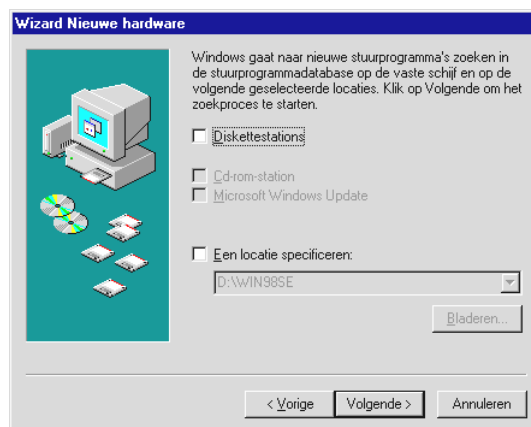 Wizard Nieuwe hardware
Windows gaat naar nieuwe stuurprogramma's zoeken in
de stuurprogrammadatabase op de vaste schijf en op de
volgende geselecteerde locaties. Klik op Volgende om het
zoekproces te starten.
Diskettestations
Cd-rom-station
Microsoft Windows Update
Een locatie specificeren:
D:\WIN98SE
Bladeren...
< Vorige
Volgende >
Annuleren